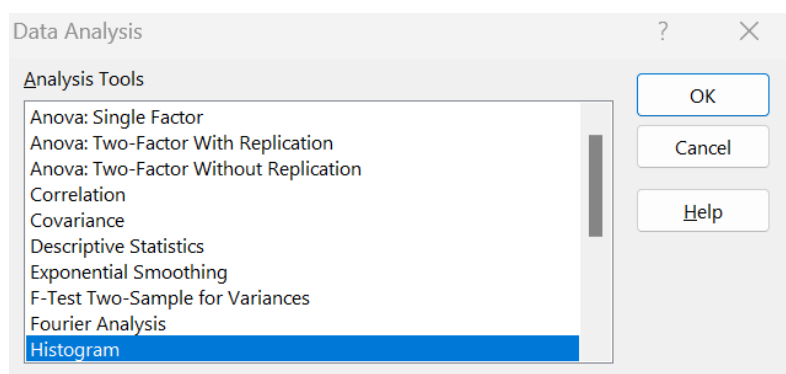 Data Analysis
?
Analysis Tools
Anova: Single Factor
Anova: Two-Factor With Replication
Anova: Two-Factor Without Replication
Correlation
Covariance
Descriptive Statistics
Exponential Smoothing
F-Test Two-Sample for Variances
Fourier Analysis
Histogram
OK
Cancel
Help